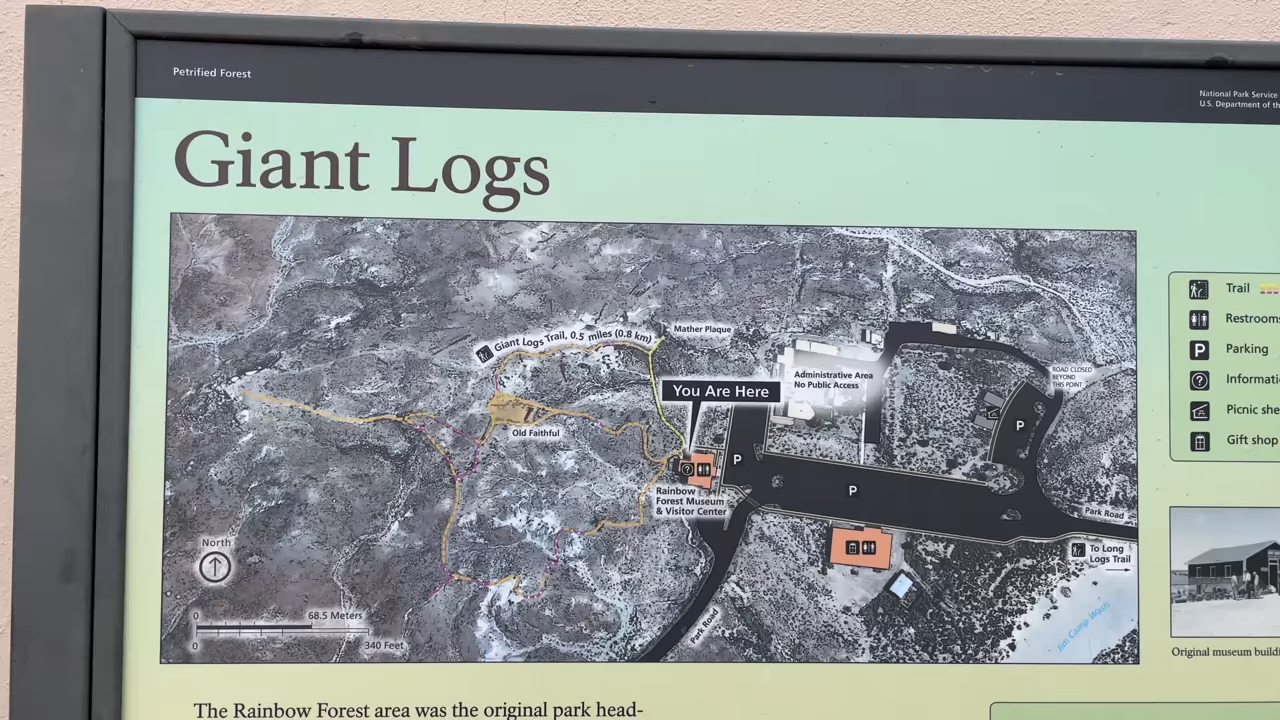 Petrified Forest
National Park Service
U.S. Department of
Giant Logs
Giant Logs Trail, 0.5 miles (0.8 km)
Mather Plaque
You Are Here
Administrative Area
No Public Access
ROAD CLOSED
BEYOND
THIS POINT
Old Faithful
P
P
P
Rainbow
Forest Museum
& Visitor Center
Park Road
To Long
Logs Trail
Park Road
Jim Camp Wash
North
0
68.5 Meters
0
340 Feet
Trail
Restrooms
P
Parking
?
Informati
Picnic she
Gift shop
Original museum buildi
The Rainbow Forest area was the original park head-